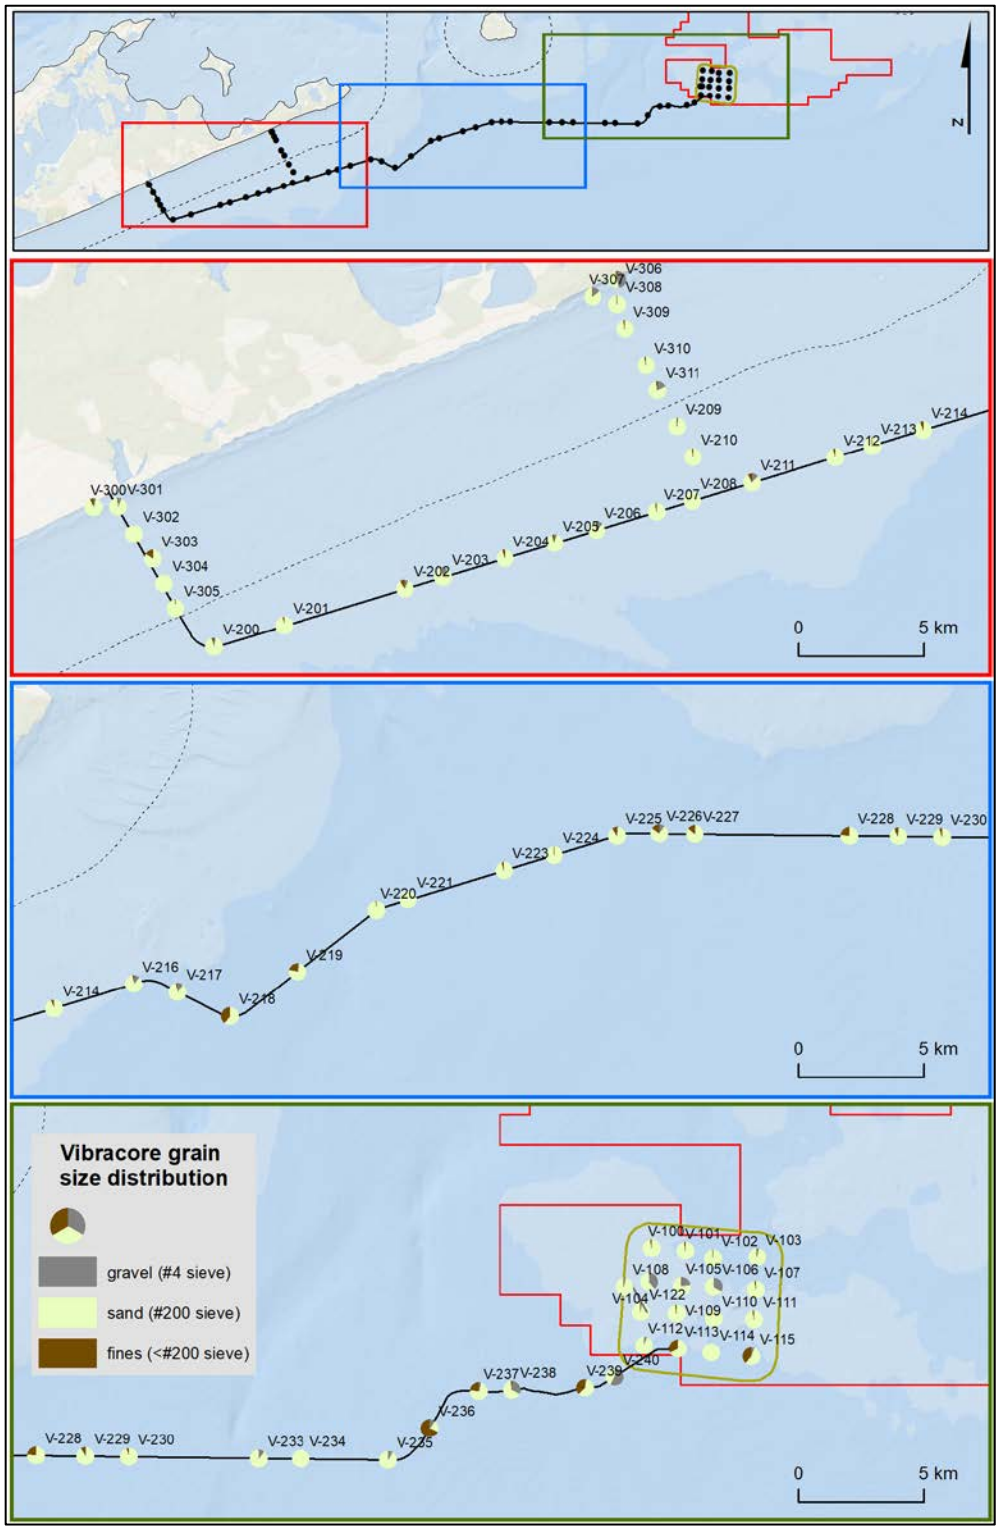 N
V-306
V-307
V-308
V-309
V-310
V-311
V-209
V-210
V-214
V-213
V-212
V-211
V-208
V-207
V-206
V-205
V-204
V-203
V-202
V-201
V-200
V-300
V-301
V-302
V-303
V-304
V-305
0 5 km
V-225
V-226
V-227
V-228
V-229
V-230
V-224
V-223
V-221
V-220
V-219
V-216
V-217
V-214
V-218
0 5 km
Vibracore grain
size distribution
gravel (#4 sieve)
sand (#200 sieve)
fines (<#200 sieve)
V-100
V-101
V-102
V-103
V-108
V-105
V-106
V-107
V-104
V-122
V-109
V-110
V-111
V-112
V-113
V-114
V-115
V-240
V-239
V-238
V-237
V-236
V-235
V-228
V-229
V-230
V-233
V-234
0 5 km